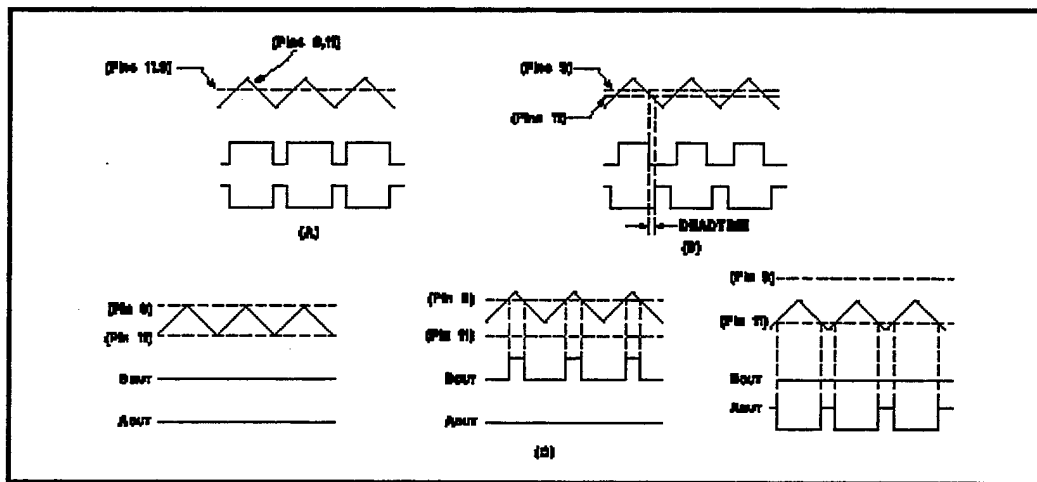 (Pins 9,11)
(Pins 11,9)
(A)
(Pins 9)
(Pins 11)
DEADTIME
(B)
(Pin 9)
(Pin 11)
BOUT
AOUT
(Pin 9)
(Pin 11)
BOUT
AOUT
(Pin 9)
(Pin 11)
BOUT
AOUT